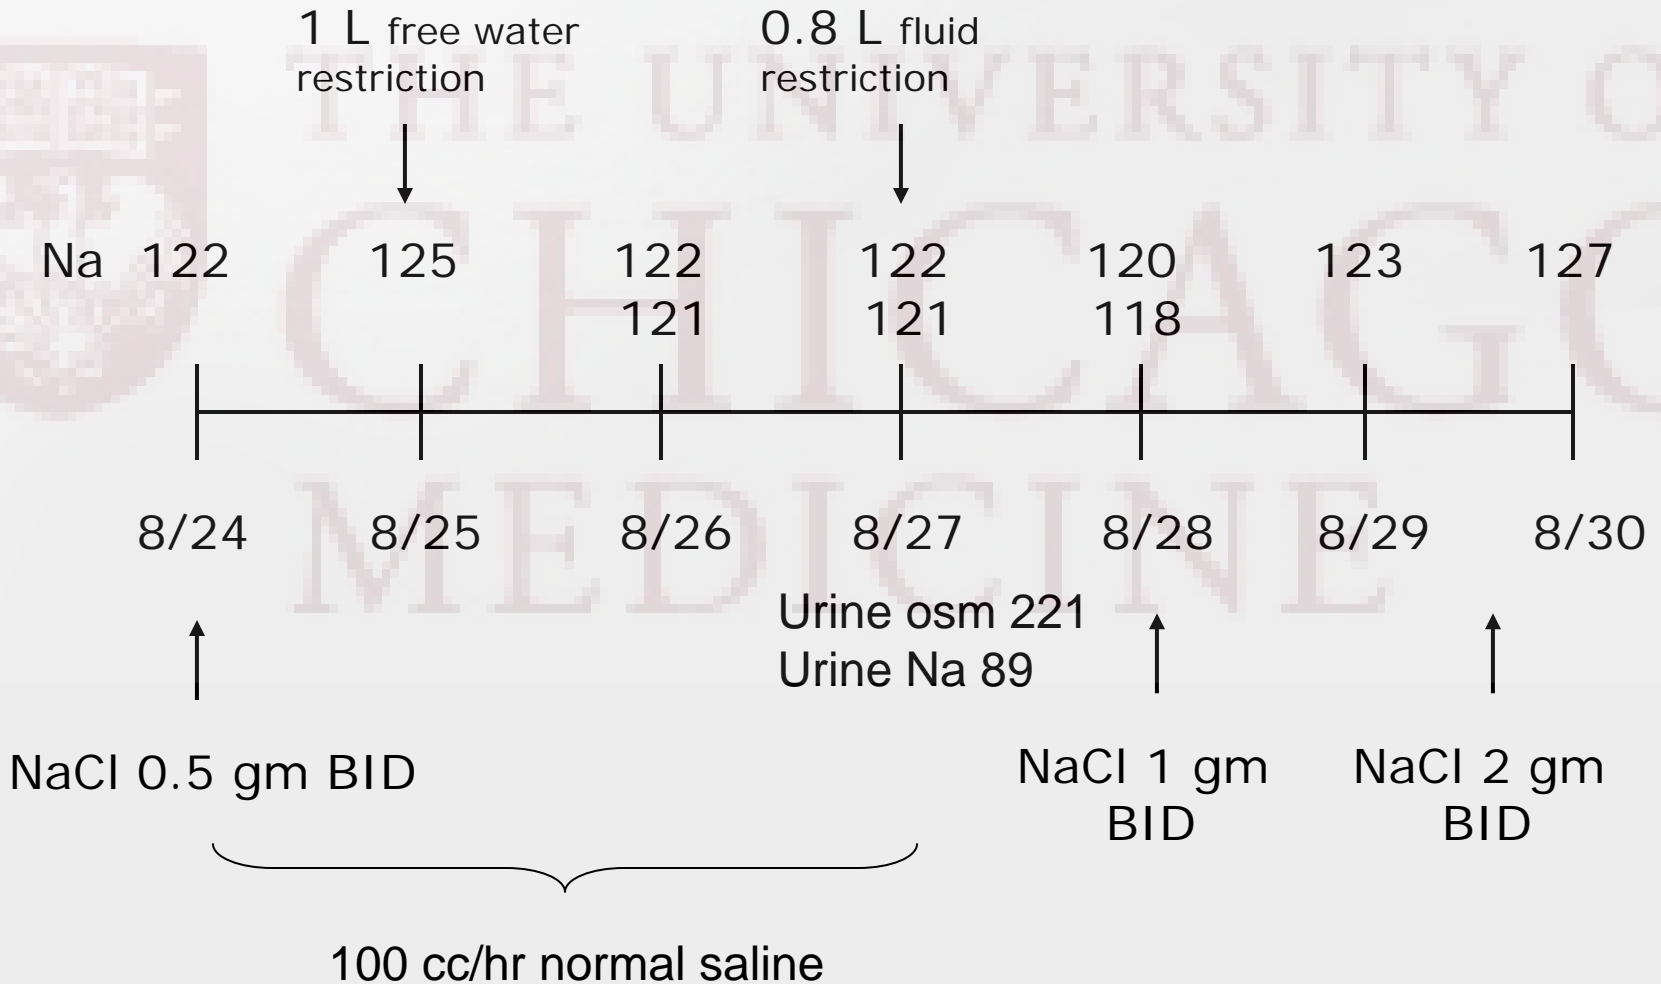 1 L free water
restriction
0.8 L fluid
restriction
THE UNIVERSITY O
CHICAGO
MEDICINE
Na 122 125 122 122 120 123 127
121 121 118
8/24 8/25 8/26 8/27 8/28 8/29 8/30
Urine osm 221
Urine Na 89
NaCl 0.5 gm BID
NaCl 1 gm
BID
NaCl 2 gm
BID
100 cc/hr normal saline